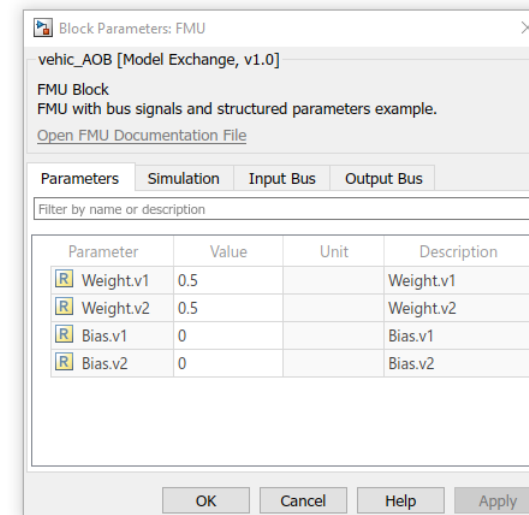 Block Parameters: FMU
vehic_AOB [Model Exchange, v1.0]
FMU Block
FMU with bus signals and structured parameters example.
Open FMU Documentation File
Parameters Simulation Input Bus Output Bus
Filter by name or description
Parameter Value Unit Description
R Weight.v1 0.5 Weight.v1
R Weight.v2 0.5 Weight.v2
R Bias.v1 0 Bias.v1
R Bias.v2 0 Bias.v2
OK Cancel Help Apply